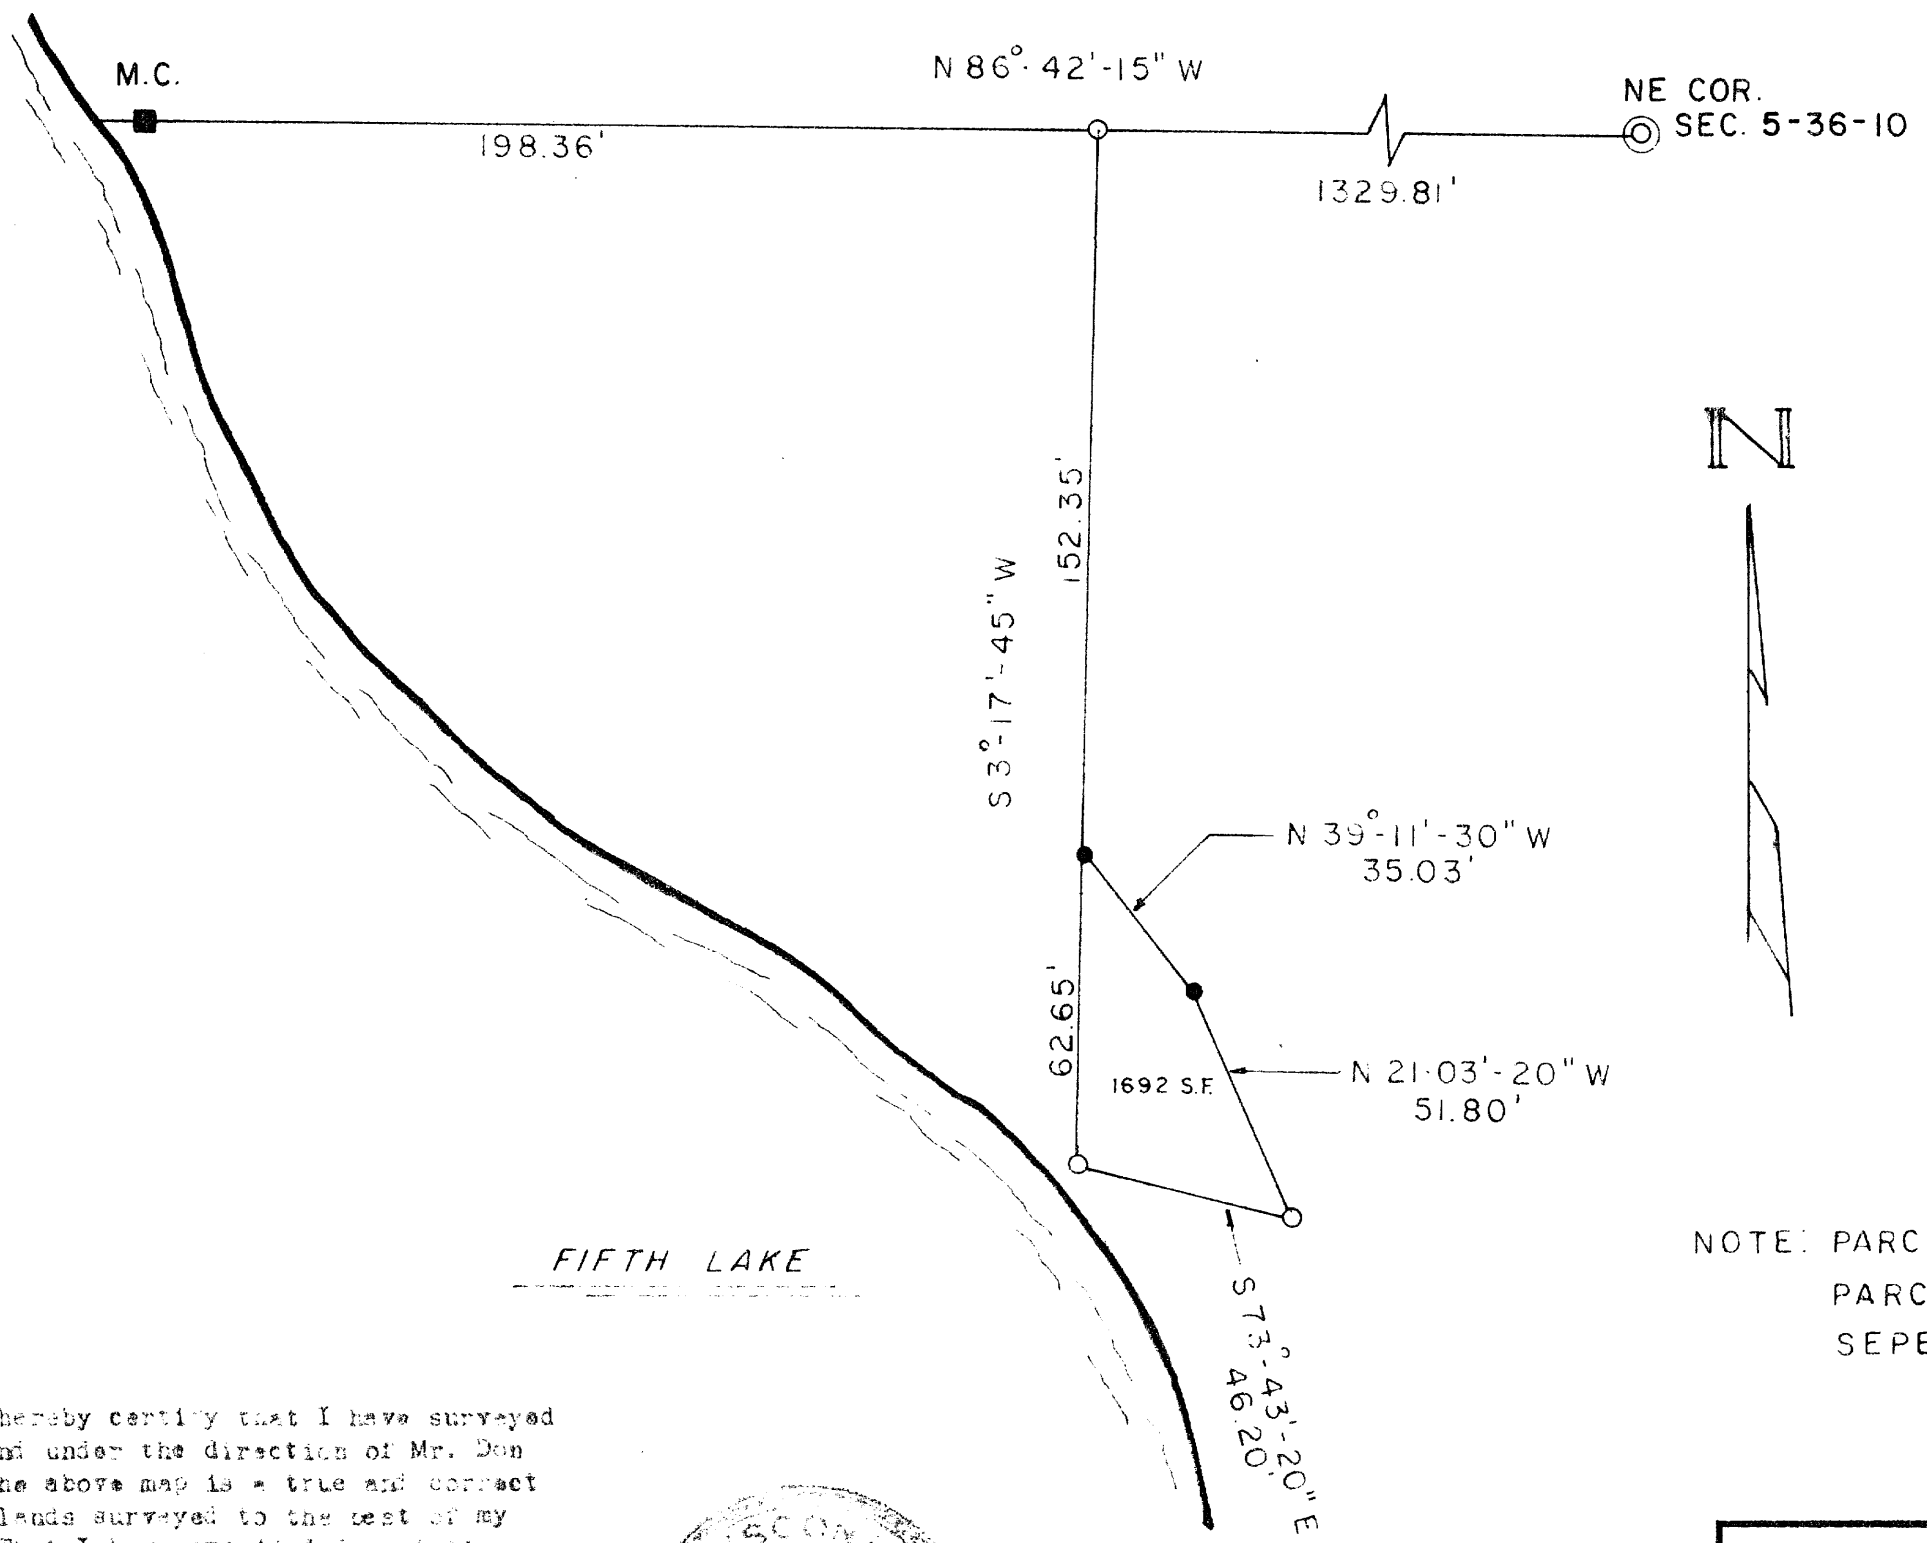 M.C.
N 86°·42'-15" W
NE COR.
SEC. 5-36-10
198.36'
1329.81'
152.35'
S 3°-17'-45" W
N 39°-11'-30" W
35.03'
62.65'
1692 S.F.
N 21·03'-20" W
51.80'
S 73°-43'-20" E
46.20'
FIFTH LAKE
NOTE: PARC
PARC
SEPE
hereby certify that I have surveyed
nd under the direction of Mr. Don
he above map is a true and correct
lands surveyed to the best of my